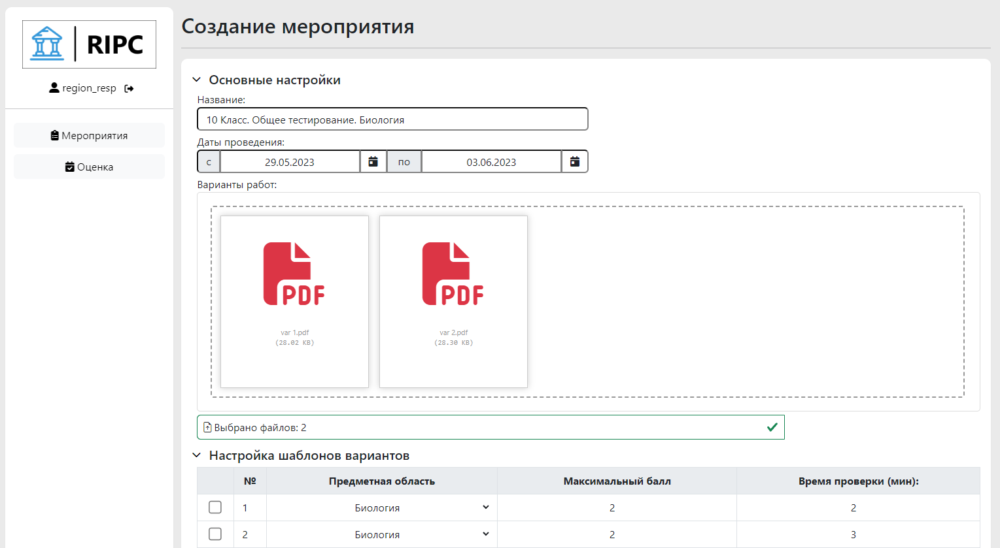 RIPC
region_resp
Мероприятия
Оценка
Создание мероприятия
Основные настройки
Название:
10 Класс. Общее тестирование. Биология
Даты проведения:
с 29.05.2023 по 03.06.2023
Варианты работ:
PDF PDF
var 1.pdf var 2.pdf
(28.02 KB) (28.30 KB)
Выбрано файлов: 2
Настройка шаблонов вариантов
№ Предметная область Максимальный балл Время проверки (мин):
1 Биология 2 2
2 Биология 2 3